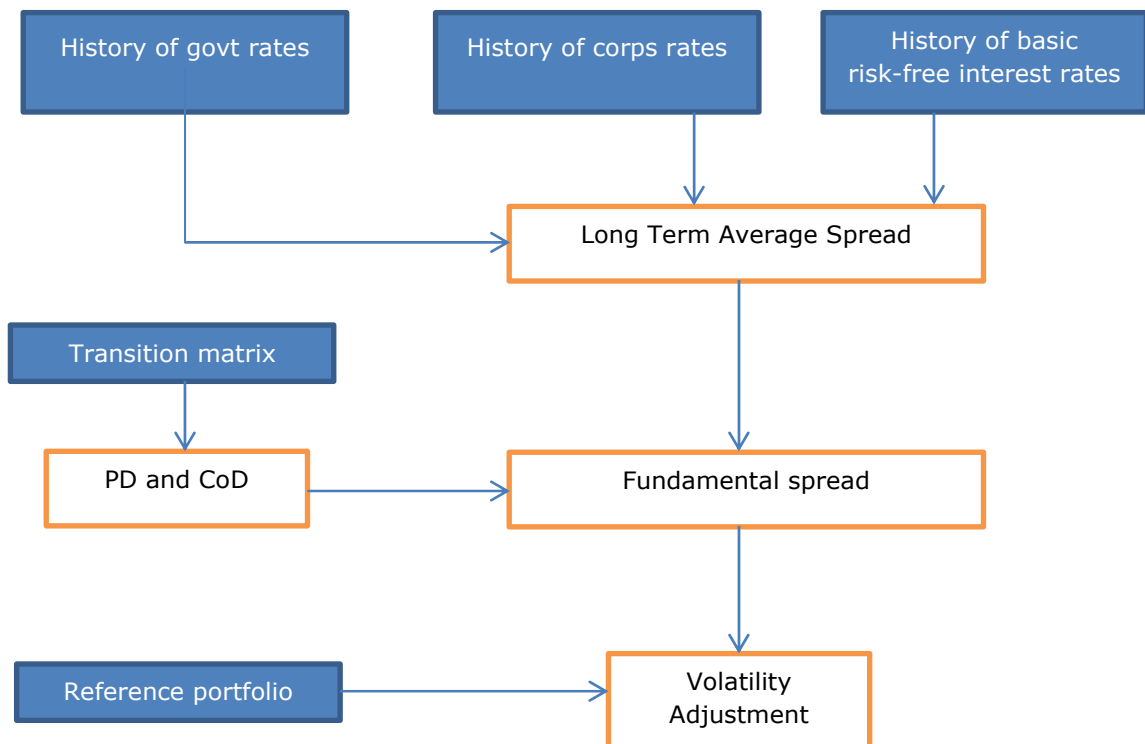 History of govt rates
History of corps rates
History of basic
risk-free interest rates
Long Term Average Spread
Transition matrix
PD and CoD
Fundamental spread
Reference portfolio
Volatility
Adjustment